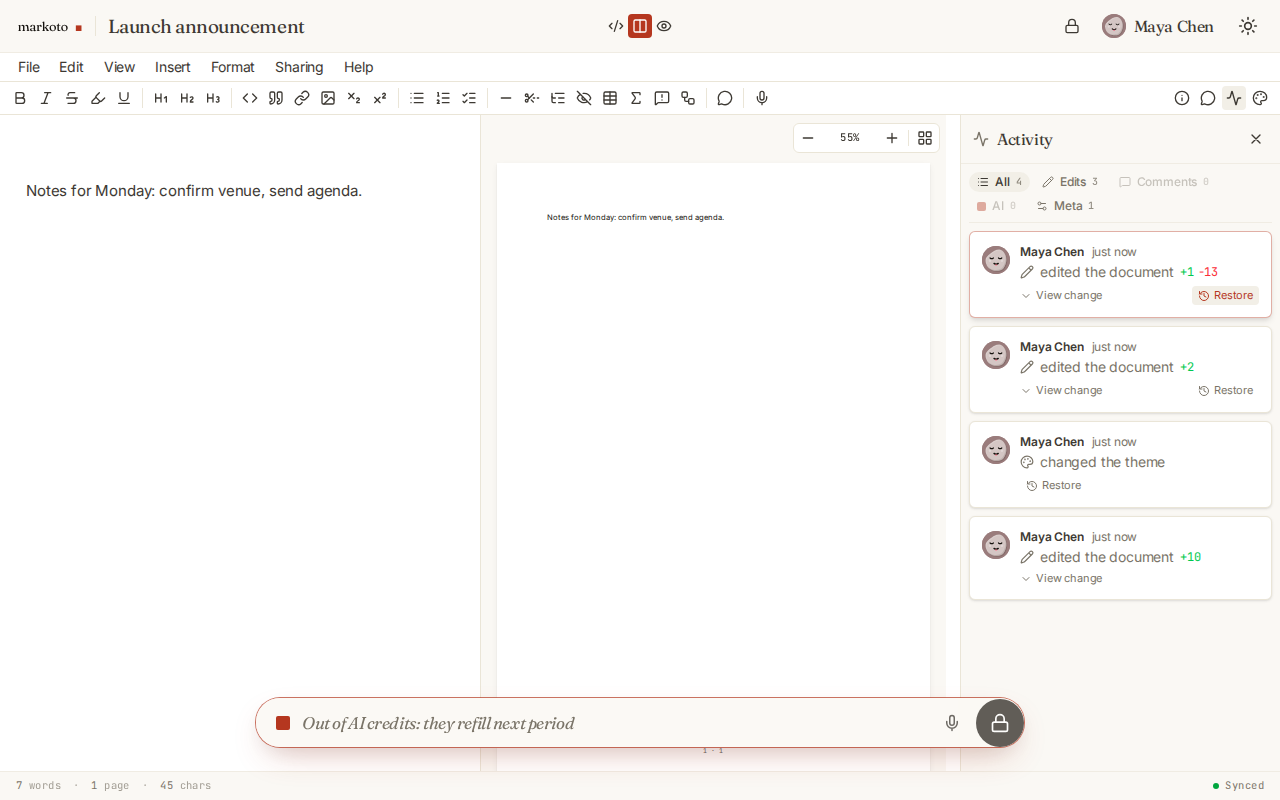 markoto
Launch announcement
Maya Chen
File Edit View Insert Format Sharing Help
H1 H2 H3
55%
Notes for Monday: confirm venue, send agenda.
Notes for Monday: confirm venue, send agenda.
1 · 1
Activity
All 4 Edits 3 Comments 0
AI 0 Meta 1
Maya Chen just now
edited the document +1 -13
View change Restore
Maya Chen just now
edited the document +2
View change Restore
Maya Chen just now
changed the theme
Restore
Maya Chen just now
edited the document +10
View change
Out of AI credits: they refill next period
7 words · 1 page · 45 chars
Synced